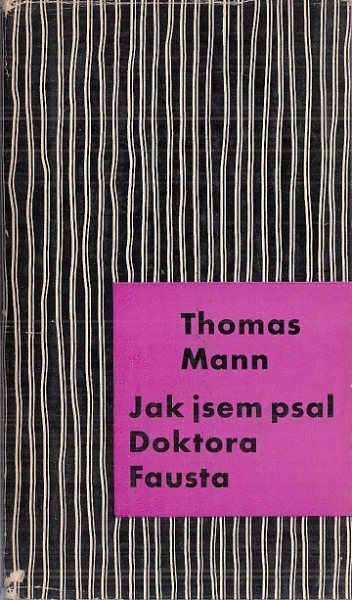 Thomas
Mann
Jak jsem psal
Doktora
Fausta